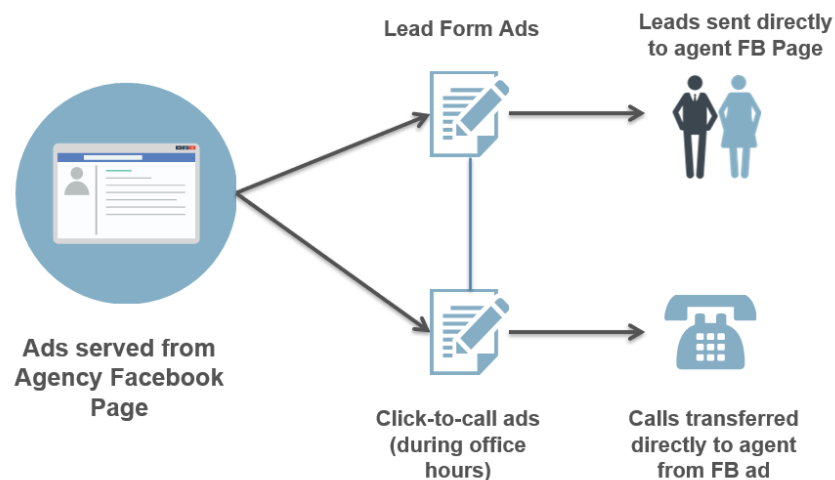 Lead Form Ads
Leads sent directly
to agent FB Page
Ads served from
Agency Facebook
Page
Click-to-call ads
(during office
hours)
Calls transferred
directly to agent
from FB ad